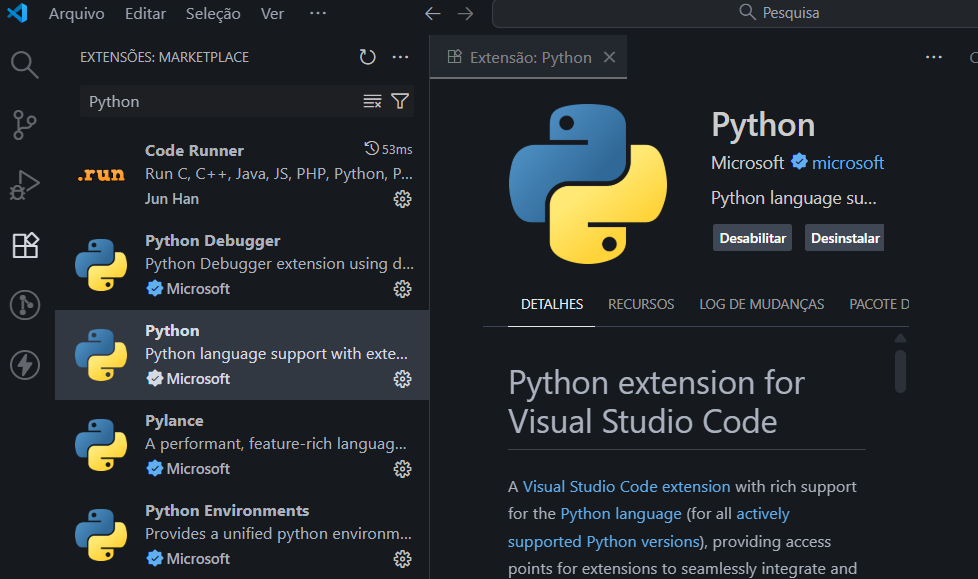 Arquivo Editar Seleção Ver ···
Pesquisa
EXTENSÕES: MARKETPLACE
Python
Code Runner 53ms
Run C, C++, Java, JS, PHP, Python, P...
Jun Han
Python Debugger
Python Debugger extension using d...
Microsoft
Python
Python language support with exte...
Microsoft
Pylance
A performant, feature-rich languag...
Microsoft
Python Environments
Provides a unified python environm...
Microsoft
Extensão: Python
Python
Microsoft microsoft
Python language su...
Desabilitar Desinstalar
DETALHES RECURSOS LOG DE MUDANÇAS PACOTE D
Python extension for
Visual Studio Code
A Visual Studio Code extension with rich support
for the Python language (for all actively
supported Python versions), providing access
points for extensions to seamlessly integrate and